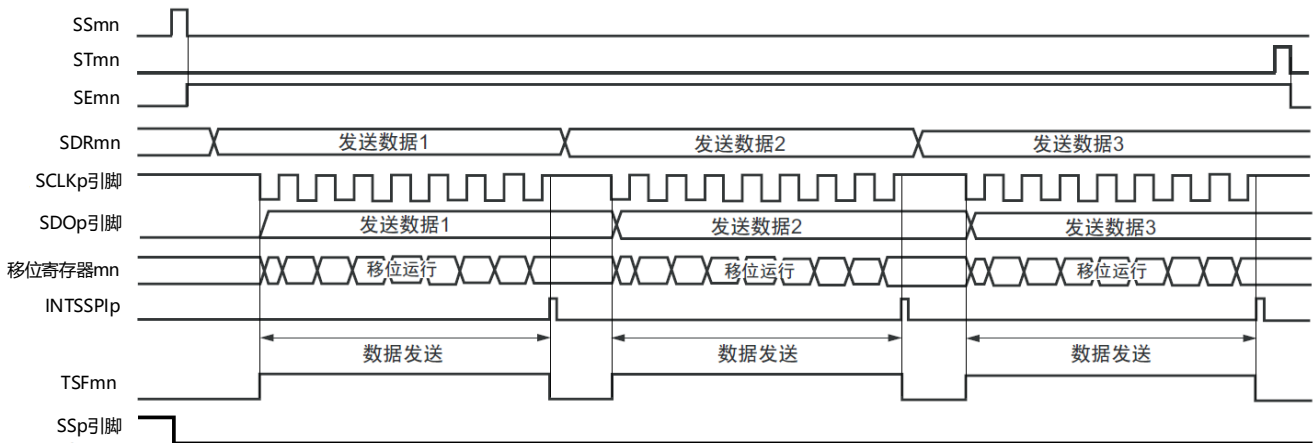 SSmn
STmn
SEmn
SDRmn 发送数据1 发送数据2 发送数据3
SCLKp引脚
SDOp引脚 发送数据1 发送数据2 发送数据3
移位寄存器mn 移位运行 移位运行 移位运行
INTSSPIp
数据发送 数据发送 数据发送
TSFmn
SSp引脚